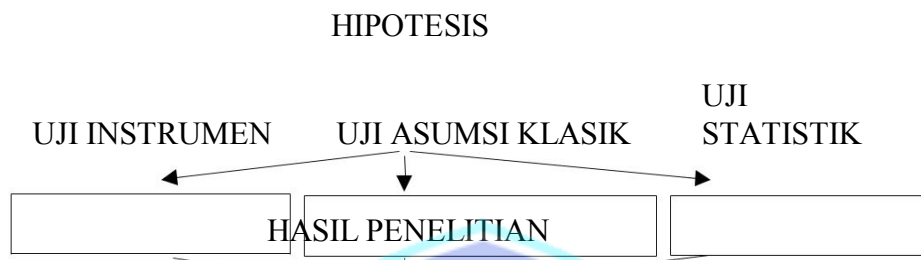 HIPOTESIS
UJI INSTRUMEN
UJI ASUMSI KLASIK
UJI
STATISTIK
HASIL PENELITIAN